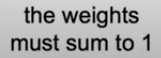 the weights
must sum to 1